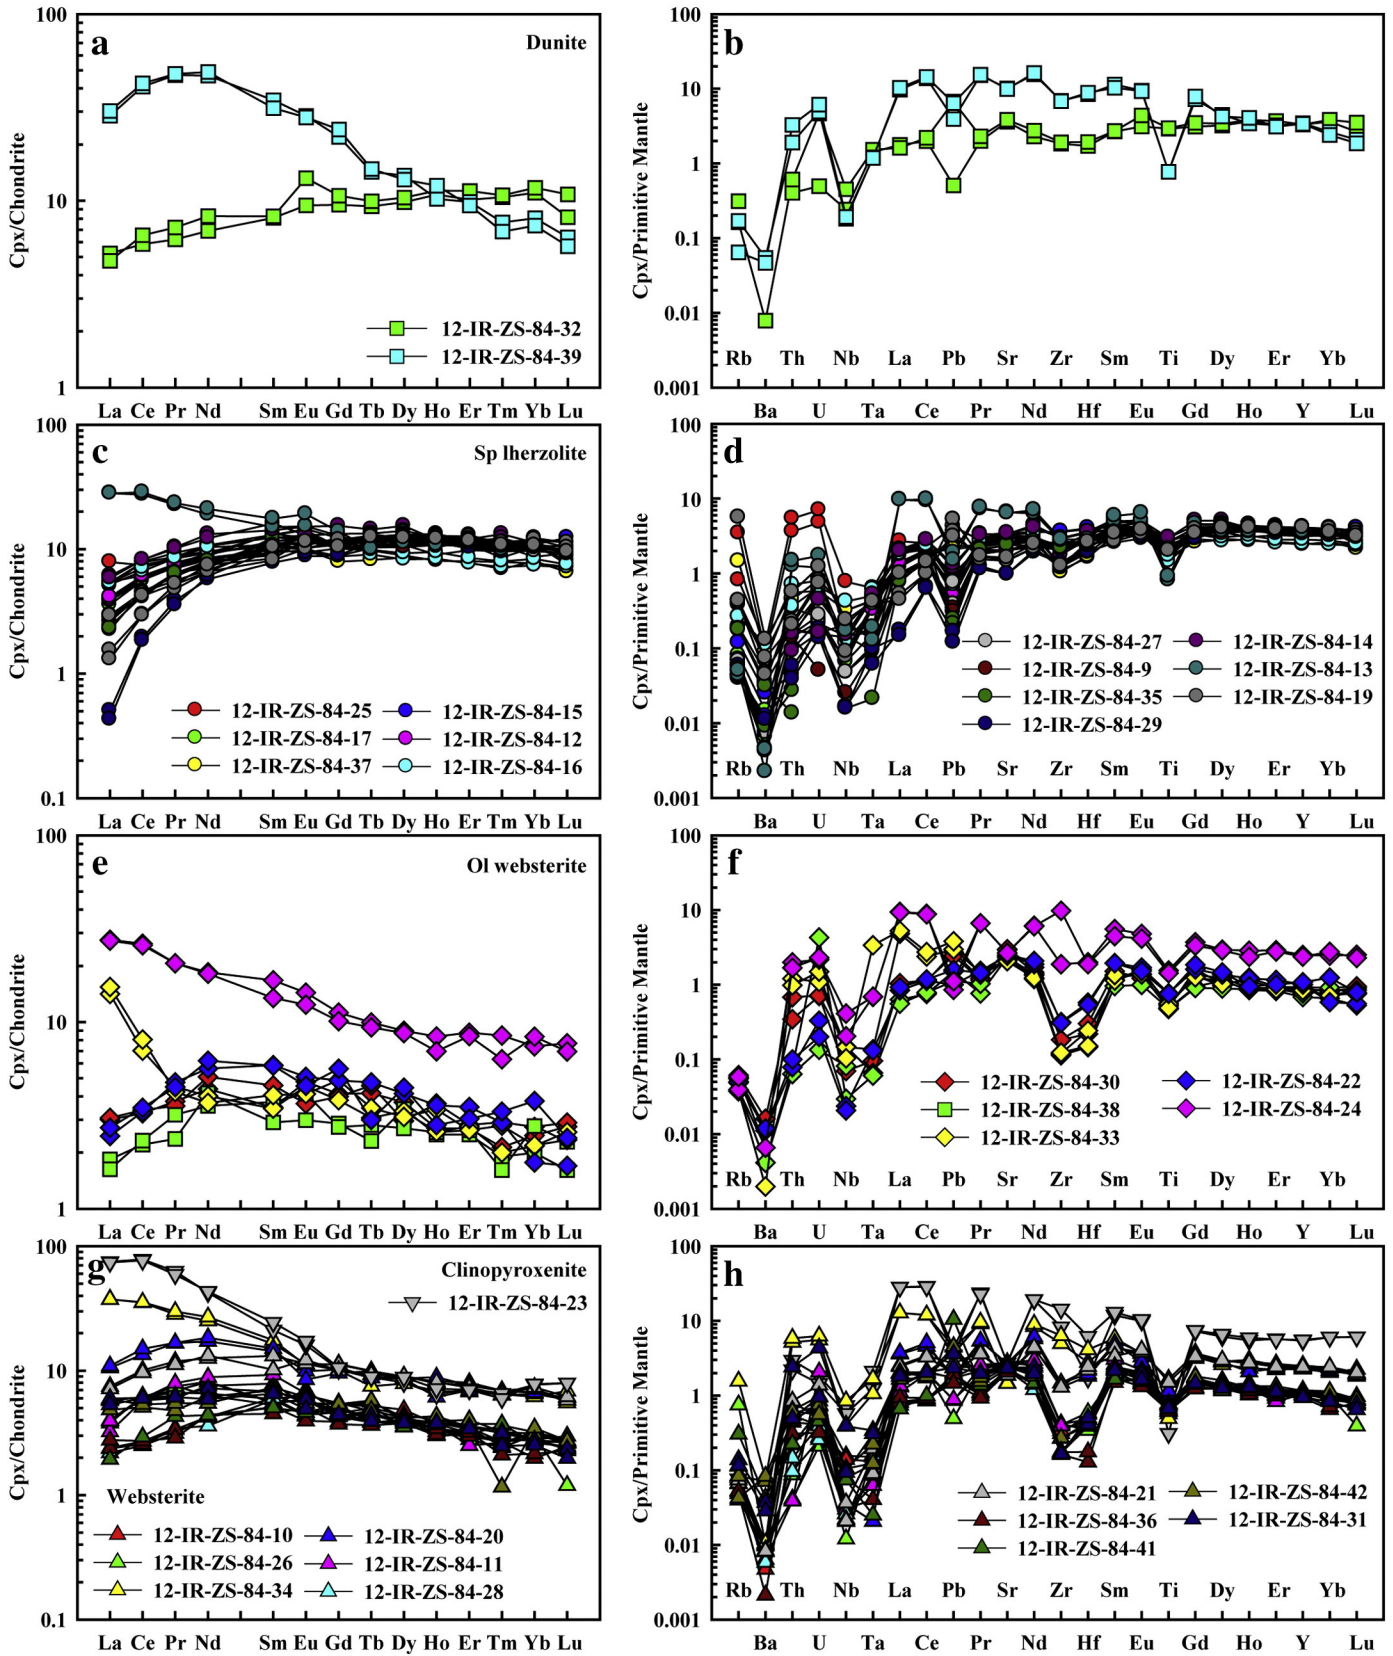 a
Dunite
100
10
1
Cpx/Chondrite
12-IR-ZS-84-32
12-IR-ZS-84-39
La Ce Pr Nd Sm Eu Gd Tb Dy Ho Er Tm Yb Lu
b
100
10
1
0.1
0.01
0.001
Cpx/Primitive Mantle
Rb Th Nb La Pb Sr Zr Sm Ti Dy Er Yb
Ba U Ta Ce Pr Nd Hf Eu Gd Ho Y Lu
c
Sp lherzolite
100
10
1
0.1
Cpx/Chondrite
12-IR-ZS-84-25 12-IR-ZS-84-15
12-IR-ZS-84-17 12-IR-ZS-84-12
12-IR-ZS-84-37 12-IR-ZS-84-16
La Ce Pr Nd Sm Eu Gd Tb Dy Ho Er Tm Yb Lu
d
100
10
1
0.1
0.01
0.001
Cpx/Primitive Mantle
12-IR-ZS-84-27 12-IR-ZS-84-14
12-IR-ZS-84-9 12-IR-ZS-84-13
12-IR-ZS-84-35 12-IR-ZS-84-19
12-IR-ZS-84-29
Rb Th Nb La Pb Sr Zr Sm Ti Dy Er Yb
Ba U Ta Ce Pr Nd Hf Eu Gd Ho Y Lu
e
Ol websterite
100
10
1
Cpx/Chondrite
La Ce Pr Nd Sm Eu Gd Tb Dy Ho Er Tm Yb Lu
f
100
10
1
0.1
0.01
0.001
Cpx/Primitive Mantle
12-IR-ZS-84-30 12-IR-ZS-84-22
12-IR-ZS-84-38 12-IR-ZS-84-24
12-IR-ZS-84-33
Rb Th Nb La Pb Sr Zr Sm Ti Dy Er Yb
Ba U Ta Ce Pr Nd Hf Eu Gd Ho Y Lu
g
Clinopyroxenite
12-IR-ZS-84-23
100
10
1
0.1
Cpx/Chondrite
Websterite
12-IR-ZS-84-10 12-IR-ZS-84-20
12-IR-ZS-84-26 12-IR-ZS-84-11
12-IR-ZS-84-34 12-IR-ZS-84-28
La Ce Pr Nd Sm Eu Gd Tb Dy Ho Er Tm Yb Lu
h
100
10
1
0.1
0.01
0.001
Cpx/Primitive Mantle
12-IR-ZS-84-21 12-IR-ZS-84-42
12-IR-ZS-84-36 12-IR-ZS-84-31
12-IR-ZS-84-41
Rb Th Nb La Pb Sr Zr Sm Ti Dy Er Yb
Ba U Ta Ce Pr Nd Hf Eu Gd Ho Y Lu